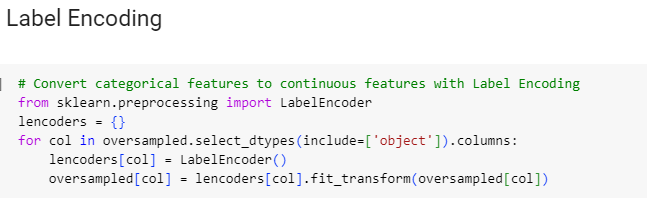 Label Encoding
# Convert categorical features to continuous features with Label Encoding
from sklearn.preprocessing import LabelEncoder
lencoders = {}
for col in oversampled.select_dtypes(include=['object']).columns:
    lencoders[col] = LabelEncoder()
    oversampled[col] = lencoders[col].fit_transform(oversampled[col])